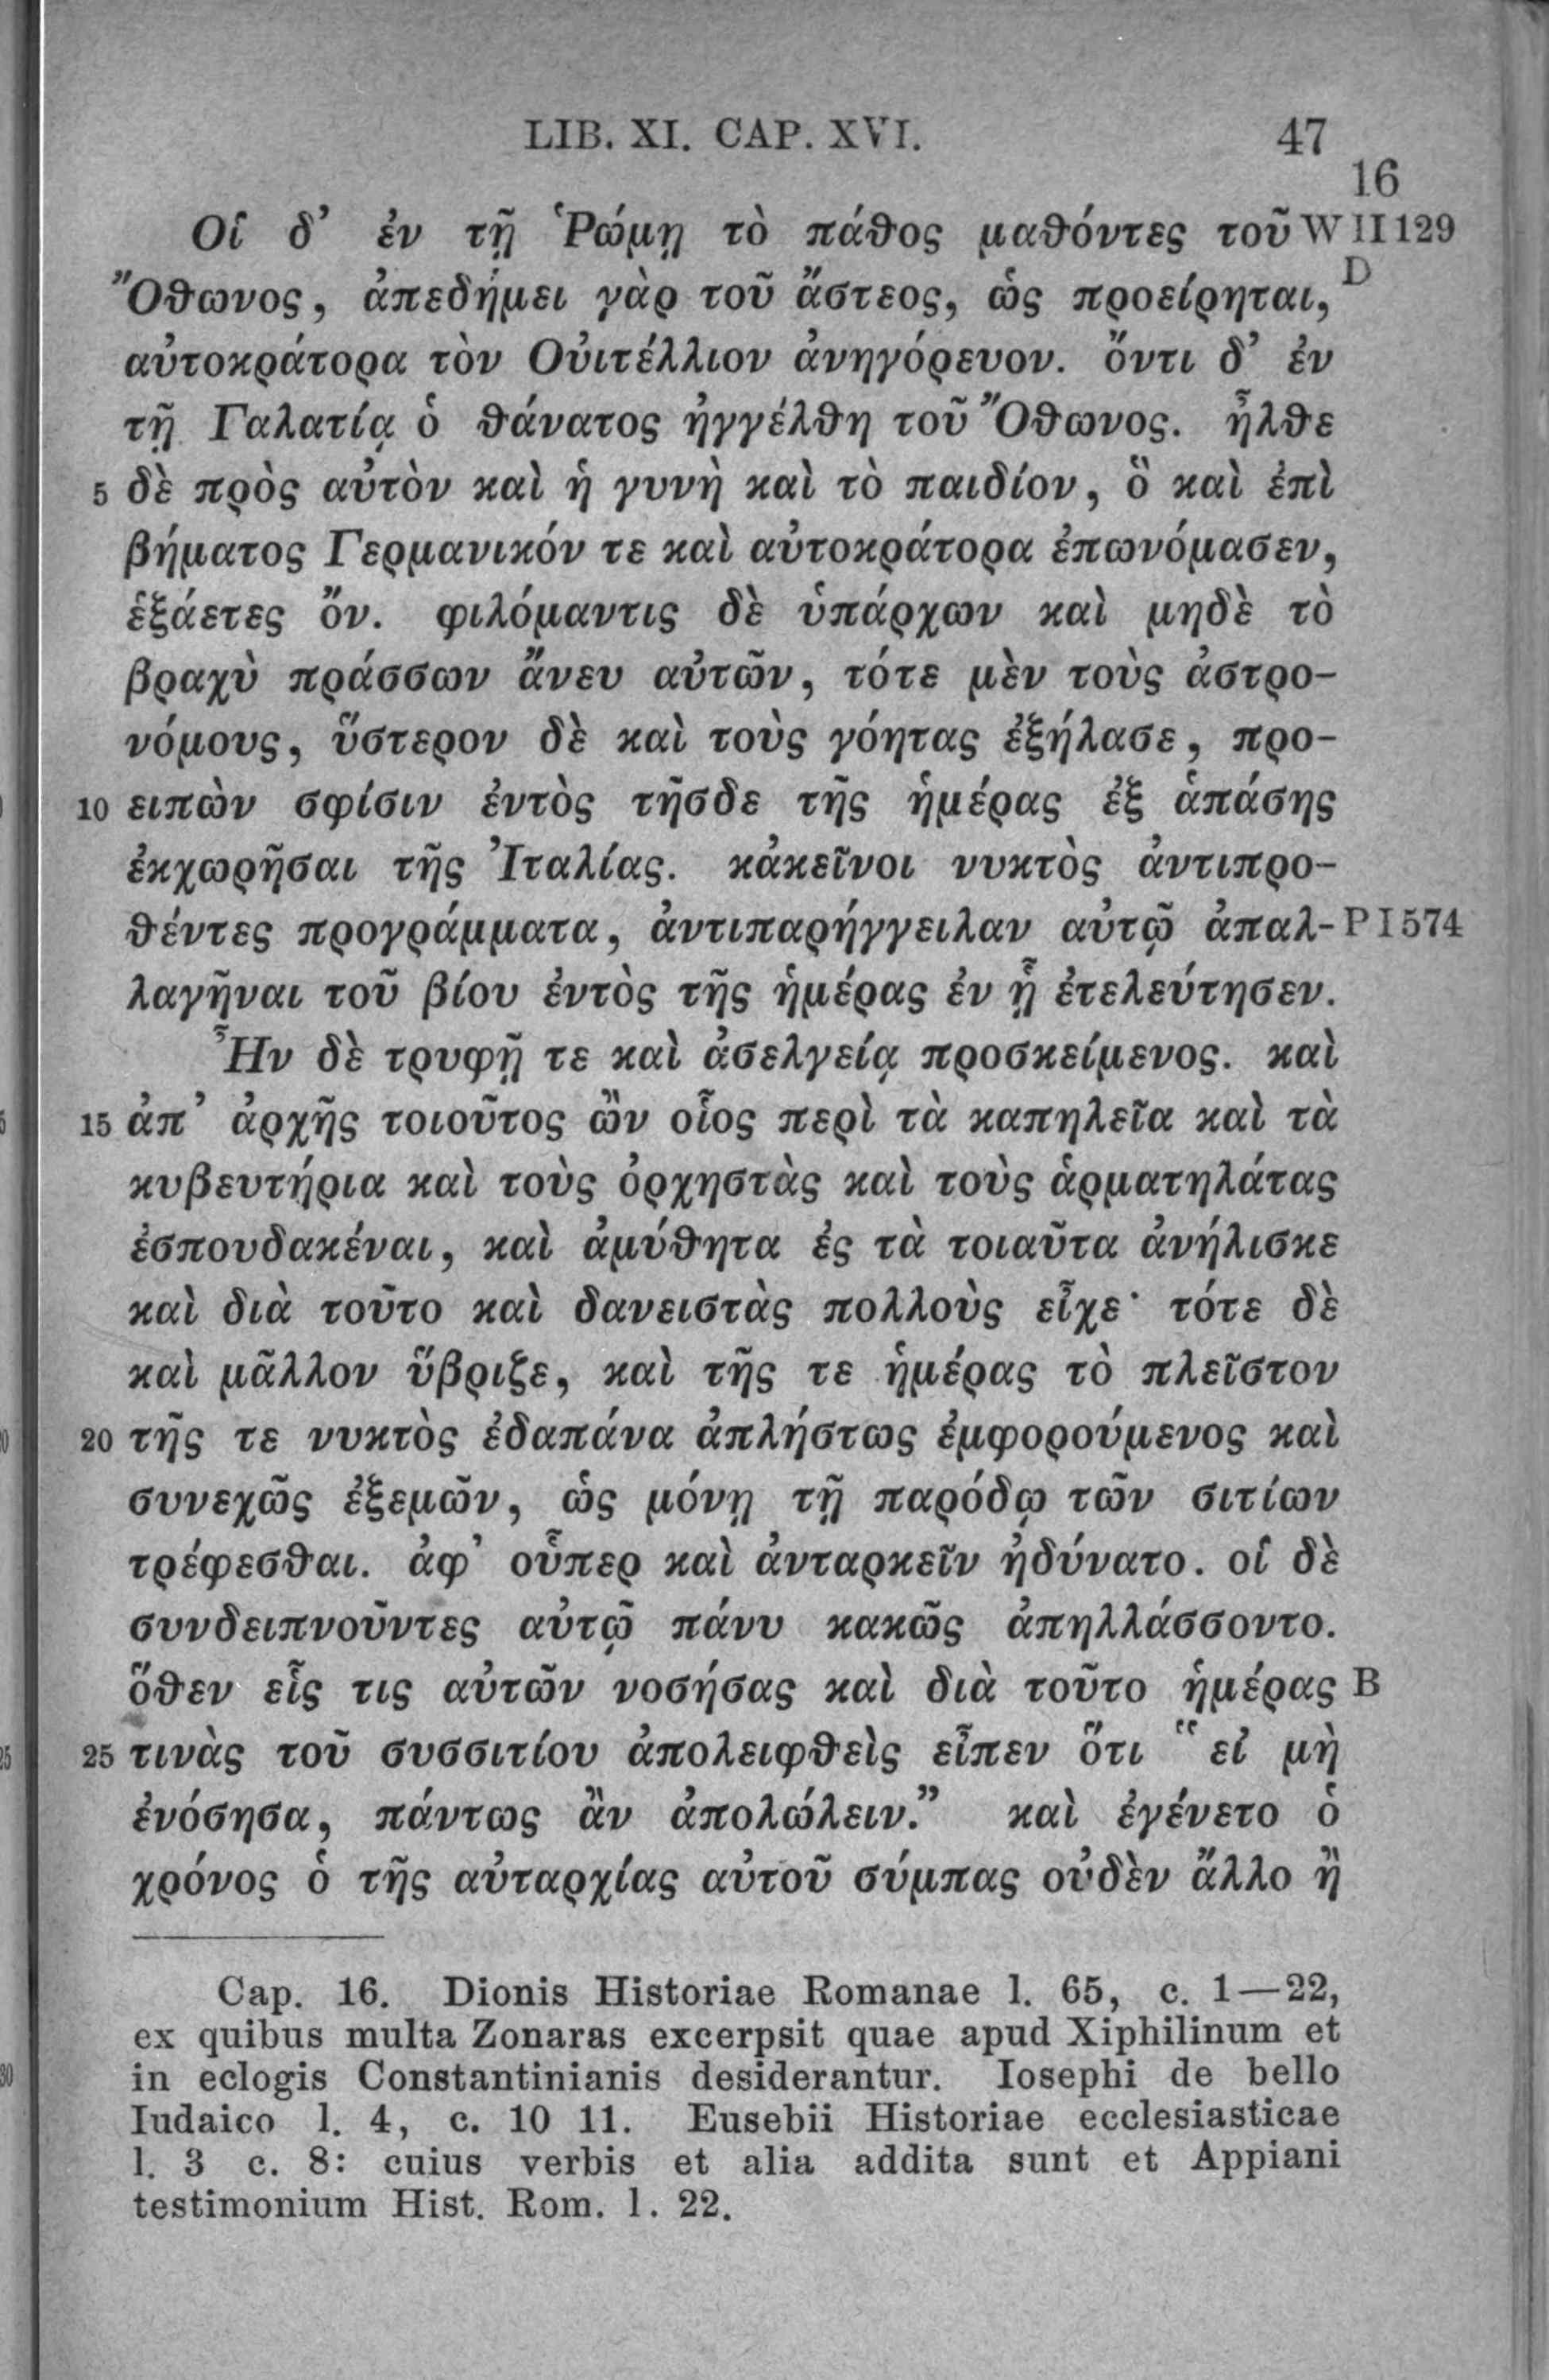 LIB. XI. CAP. XVI. 47
16
Οἱ δ’ ἐν τῇ Ῥώμῃ τὸ πάθος μαθόντες τοῦ W II 129
Ὄθωνος, ἀπεδήμει γὰρ τοῦ ἄστεος, ὡς προείρηται, D
αὐτοκράτορα τὸν Οὐιτέλλιον ἀνηγόρευον. ὄντι δ’ ἐν
τῇ Γαλατίᾳ ὁ θάνατος ἠγγέλθη τοῦ Ὄθωνος. ἦλθε
5 δὲ πρὸς αὐτὸν καὶ ἡ γυνὴ καὶ τὸ παιδίον, ὃ καὶ ἐπὶ
βήματος Γερμανικόν τε καὶ αὐτοκράτορα ἐπωνόμασεν,
ἑξάετες ὄν. φιλόμαντις δὲ ὑπάρχων καὶ μηδὲ τὸ
βραχὺ πράσσων ἄνευ αὐτῶν, τότε μὲν τοὺς ἀστρο-
νόμους, ὕστερον δὲ καὶ τοὺς γόητας ἐξήλασε, προ-
10 ειπὼν σφίσιν ἐντὸς τῆσδε τῆς ἡμέρας ἐξ ἁπάσης
ἐκχωρῆσαι τῆς Ἰταλίας. κἀκεῖνοι νυκτὸς ἀντιπρο-
θέντες προγράμματα, ἀντιπαρήγγειλαν αὐτῷ ἀπαλ- P I 574
λαγῆναι τοῦ βίου ἐντὸς τῆς ἡμέρας ἐν ᾗ ἐτελεύτησεν.
Ἦν δὲ τρυφῇ τε καὶ ἀσελγείᾳ προσκείμενος. καὶ
15 ἀπ’ ἀρχῆς τοιοῦτος ὢν οἷος περὶ τὰ καπηλεῖα καὶ τὰ
κυβευτήρια καὶ τοὺς ὀρχηστὰς καὶ τοὺς ἁρματηλάτας
ἐσπουδακέναι, καὶ ἀμύθητα ἐς τὰ τοιαῦτα ἀνήλισκε
καὶ διὰ τοῦτο καὶ δανειστὰς πολλοὺς εἶχε· τότε δὲ
καὶ μᾶλλον ὕβριζε, καὶ τῆς τε ἡμέρας τὸ πλεῖστον
20 τῆς τε νυκτὸς ἐδαπάνα ἀπλήστως ἐμφορούμενος καὶ
συνεχῶς ἐξεμῶν, ὡς μόνῃ τῇ παρόδῳ τῶν σιτίων
τρέφεσθαι. ἀφ’ οὗπερ καὶ ἀνταρκεῖν ἠδύνατο. οἱ δὲ
συνδειπνοῦντες αὐτῷ πάνυ κακῶς ἀπηλλάσσοντο.
ὅθεν εἷς τις αὐτῶν νοσήσας καὶ διὰ τοῦτο ἡμέρας B
25 τινὰς τοῦ συσσιτίου ἀπολειφθεὶς εἶπεν ὅτι “εἰ μὴ
ἐνόσησα, πάντως ἂν ἀπολώλειν.” καὶ ἐγένετο ὁ
χρόνος ὁ τῆς αὐταρχίας αὐτοῦ σύμπας οὐδὲν ἄλλο ἢ
Cap. 16. Dionis Historiae Romanae l. 65, c. 1—22,
ex quibus multa Zonaras excerpsit quae apud Xiphilinum et
in eclogis Constantinianis desiderantur. Iosephi de bello
Iudaico l. 4, c. 10 11. Eusebii Historiae ecclesiasticae
l. 3 c. 8: cuius verbis et alia addita sunt et Appiani
testimonium Hist. Rom. l. 22.